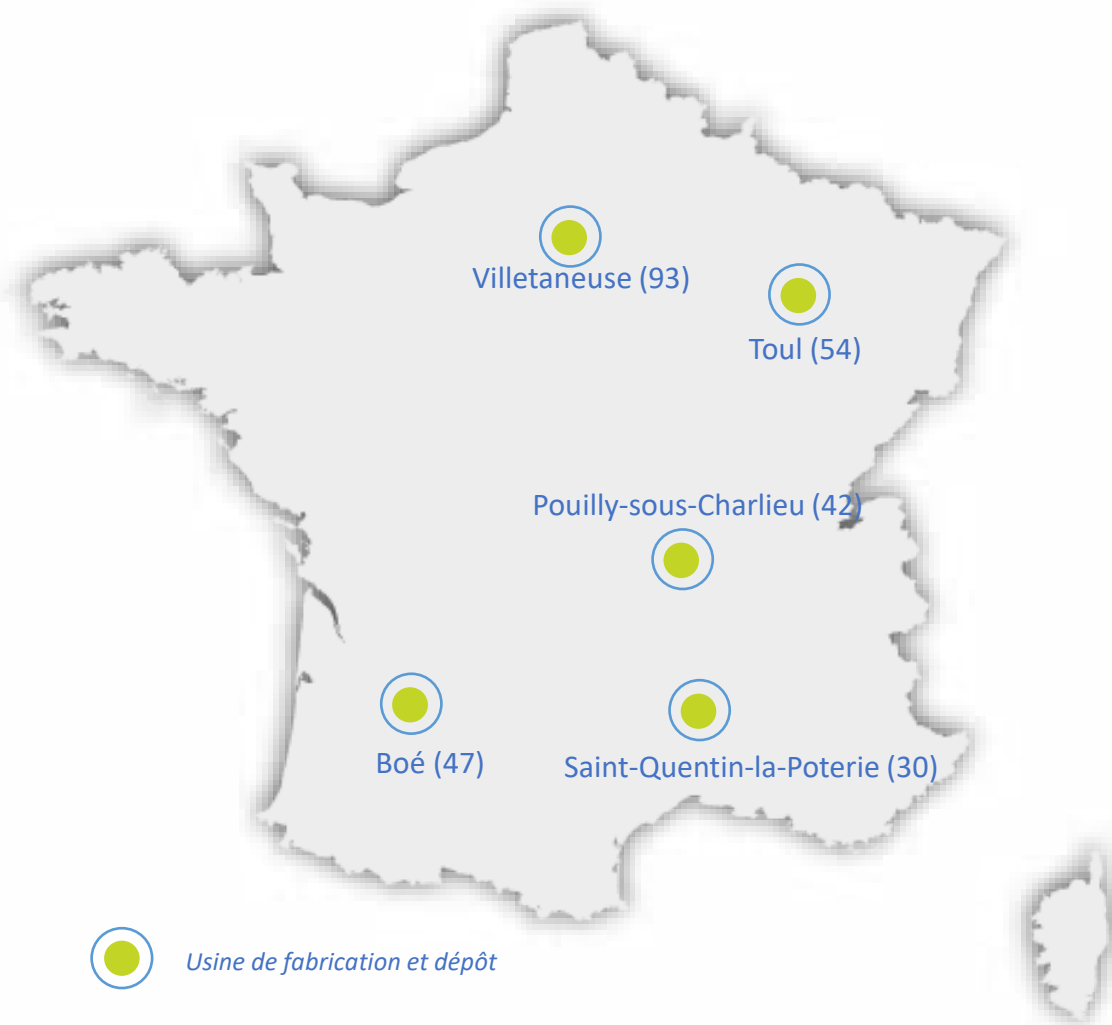 Villetaneuse (93)
Toul (54)
Pouilly-sous-Charlieu (42)
Boé (47)
Saint-Quentin-la-Poterie (30)
Usine de fabrication et dépôt